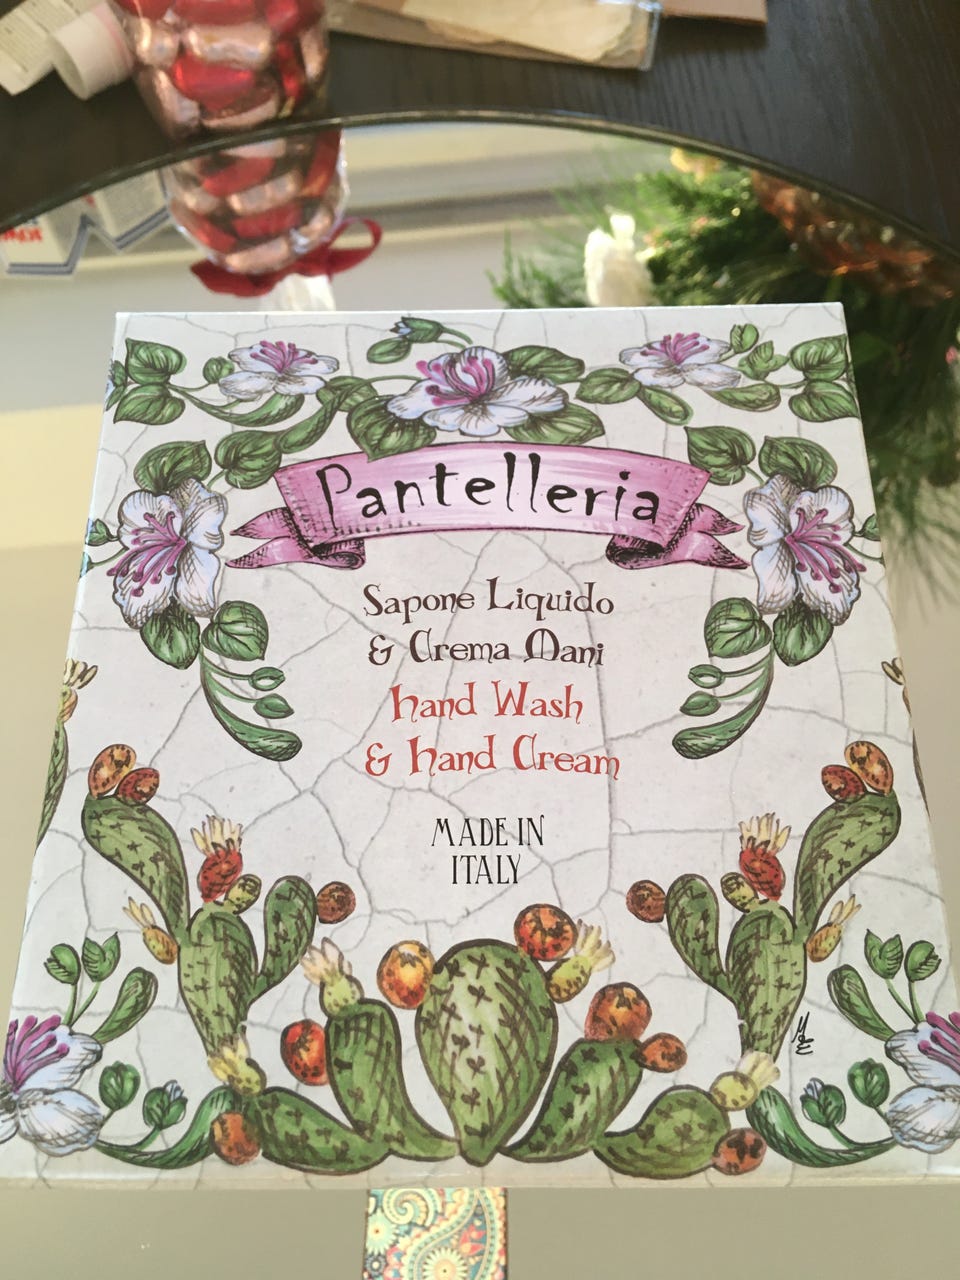 Pantelleria
Sapone Liquido
& Crema Mani
Hand Wash
& Hand Cream
MADE IN
ITALY